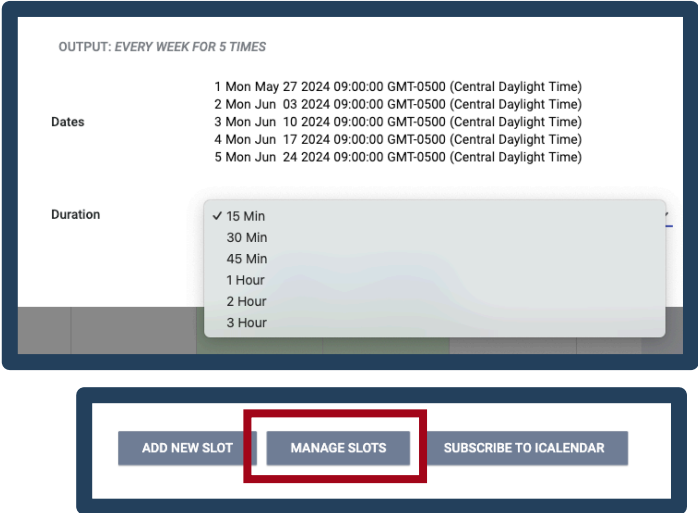 OUTPUT: EVERY WEEK FOR 5 TIMES
1 Mon May 27 2024 09:00:00 GMT-0500 (Central Daylight Time)
2 Mon Jun 03 2024 09:00:00 GMT-0500 (Central Daylight Time)
Dates
3 Mon Jun 10 2024 09:00:00 GMT-0500 (Central Daylight Time)
4 Mon Jun 17 2024 09:00:00 GMT-0500 (Central Daylight Time)
5 Mon Jun 24 2024 09:00:00 GMT-0500 (Central Daylight Time)
Duration
✓ 15 Min
30 Min
45 Min
1 Hour
2 Hour
3 Hour
ADD NEW SLOT
MANAGE SLOTS
SUBSCRIBE TO ICALENDAR